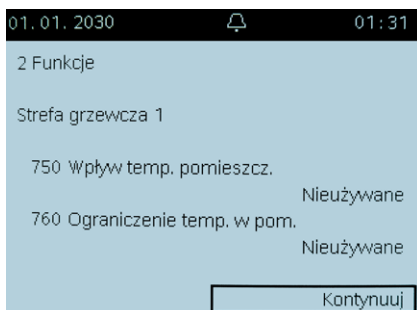 01.01.2030 01:31
2 Funkcje
Strefa grzewcza 1
750 Wpływ temp. pomieszcz.
Nieużywane
760 Ograniczenie temp. w pom.
Nieużywane
Kontynuuj